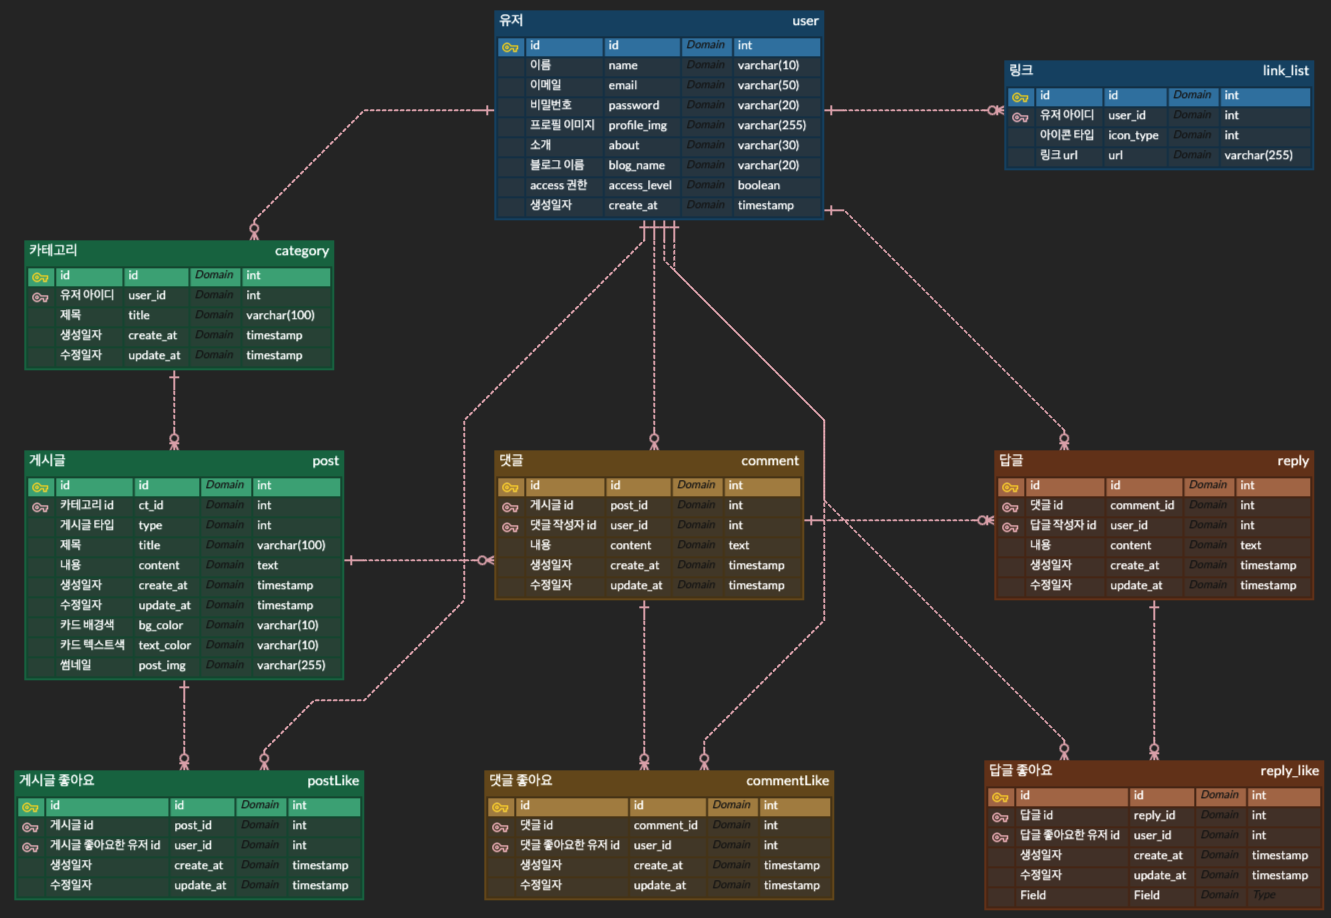 유저 user
id id Domain int
이름 name Domain varchar(10)
이메일 email Domain varchar(50)
비밀번호 password Domain varchar(20)
프로필 이미지 profile_img Domain varchar(255)
소개 about Domain varchar(30)
블로그 이름 blog_name Domain varchar(20)
access 권한 access_level Domain boolean
생성일자 create_at Domain timestamp
링크 link_list
id id Domain int
유저 아이디 user_id Domain int
아이콘 타입 icon_type Domain int
링크 url url Domain varchar(255)
카테고리 category
id id Domain int
유저 아이디 user_id Domain int
제목 title Domain varchar(100)
생성일자 create_at Domain timestamp
수정일자 update_at Domain timestamp
게시글 post
id id Domain int
카테고리 id ct_id Domain int
게시글 타입 type Domain int
제목 title Domain varchar(100)
내용 content Domain text
생성일자 create_at Domain timestamp
수정일자 update_at Domain timestamp
카드 배경색 bg_color Domain varchar(10)
카드 텍스트색 text_color Domain varchar(10)
썸네일 post_img Domain varchar(255)
댓글 comment
id id Domain int
게시글 id post_id Domain int
댓글 작성자 id user_id Domain int
내용 content Domain text
생성일자 create_at Domain timestamp
수정일자 update_at Domain timestamp
답글 reply
id id Domain int
댓글 id comment_id Domain int
답글 작성자 id user_id Domain int
내용 content Domain text
생성일자 create_at Domain timestamp
수정일자 update_at Domain timestamp
게시글 좋아요 postLike
id id Domain int
게시글 id post_id Domain int
게시글 좋아요한 유저 id user_id Domain int
생성일자 create_at Domain timestamp
수정일자 update_at Domain timestamp
댓글 좋아요 commentLike
id id Domain int
댓글 id comment_id Domain int
댓글 좋아요한 유저 id user_id Domain int
생성일자 create_at Domain timestamp
수정일자 update_at Domain timestamp
답글 좋아요 reply_like
id id Domain int
답글 id reply_id Domain int
답글 좋아요한 유저 id user_id Domain int
생성일자 create_at Domain timestamp
수정일자 update_at Domain timestamp
Field Field Domain Type